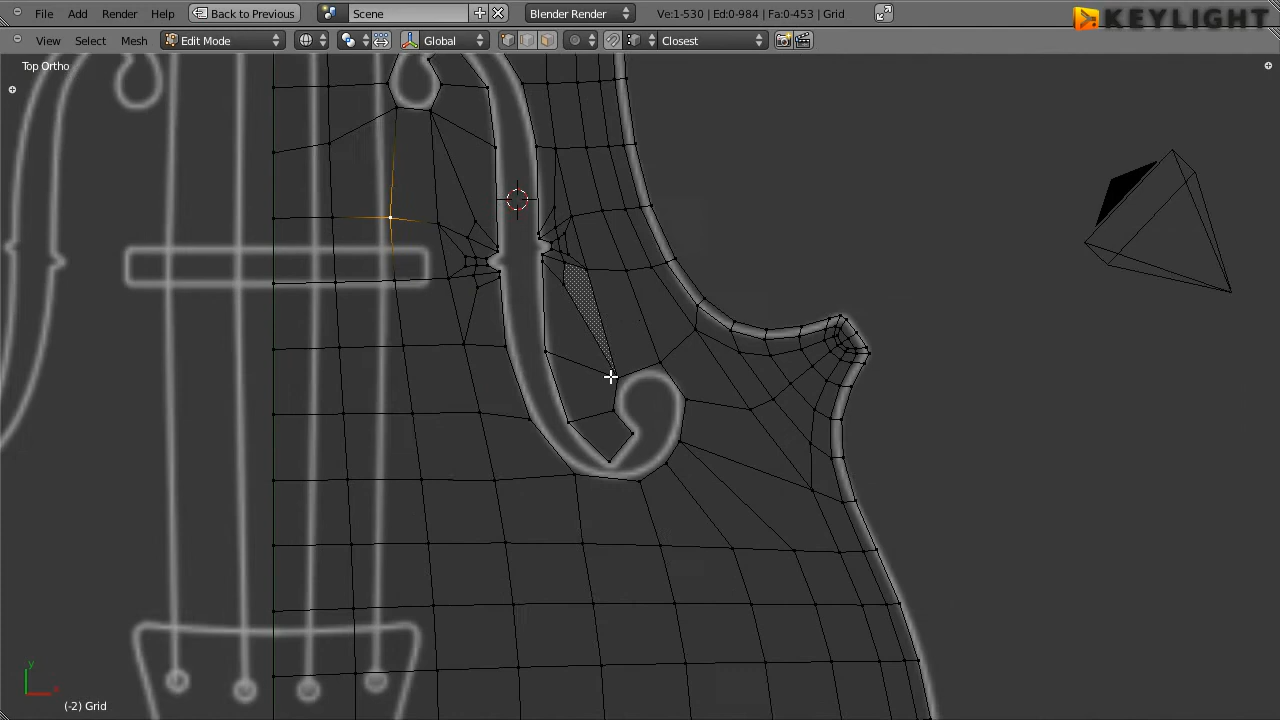 File Add Render Help Back to Previous Scene Blender Render Ve:1-530 | Ed:0-984 | Fa:0-453 | Grid
KEYLIGHT
View Select Mesh Edit Mode Global Closest
Top Ortho
y
x
(-2) Grid